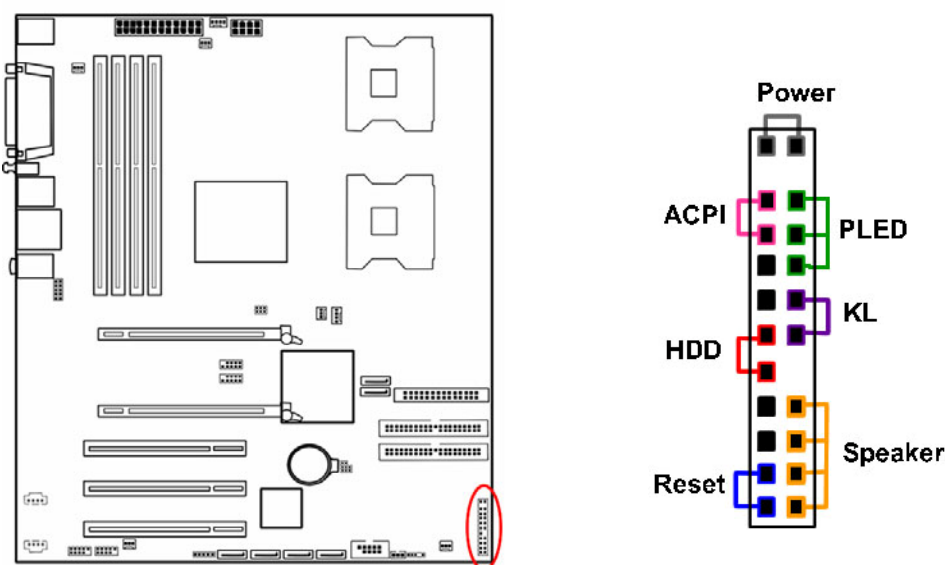 Power
ACPI
PLED
KL
HDD
Speaker
Reset